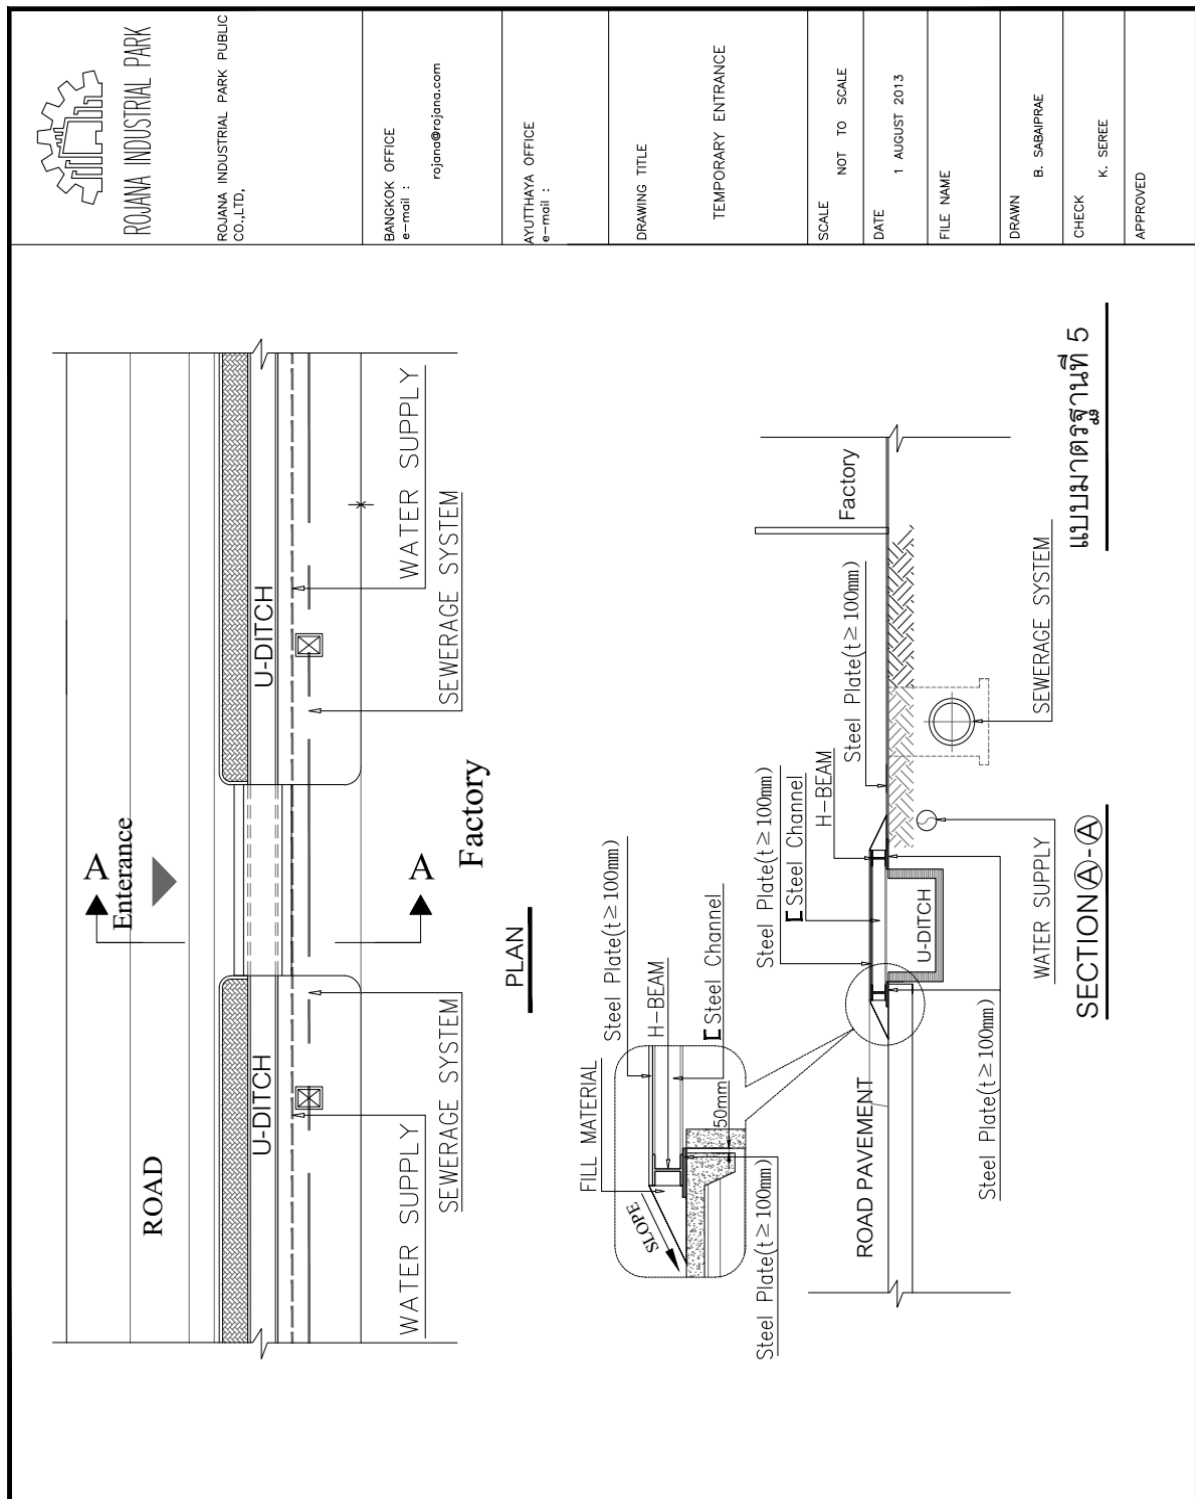 ROJANA INDUSTRIAL PARK
ROJANA INDUSTRIAL PARK PUBLIC
CO.,LTD,
BANGKOK OFFICE
e-mail :
rojana@rojana.com
AYUTTHAYA OFFICE
e-mail :
DRAWING TITLE
TEMPORARY ENTRANCE
SCALE
NOT TO SCALE
DATE
1 AUGUST 2013
FILE NAME
DRAWN
B. SABAIPRAE
CHECK
K. SEREE
APPROVED
ROAD
Enterance
A
A
U-DITCH
U-DITCH
WATER SUPPLY
SEWERAGE SYSTEM
Factory
WATER SUPPLY
SEWERAGE SYSTEM
PLAN
FILL MATERIAL
Steel Plate(t≥100mm)
H-BEAM
[Steel Channel
SLOPE
50mm
Steel Plate(t≥100mm)
Steel Plate(t≥100mm)
[Steel Channel
H-BEAM
Steel Plate(t≥100mm)
Factory
ROAD PAVEMENT
U-DITCH
Steel Plate(t≥100mm)
WATER SUPPLY
SEWERAGE SYSTEM
SECTION A-A
แบบมาตรฐานที่ 5